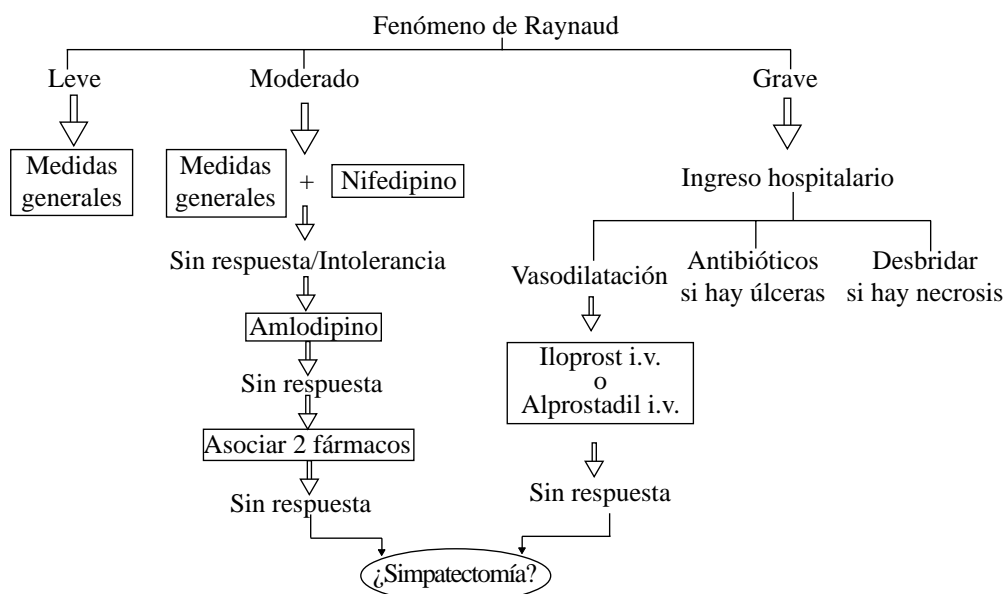 Fenómeno de Raynaud
Leve
Moderado
Grave
Medidas
generales
Medidas
generales
+
Nifedipino
Ingreso hospitalario
Sin respuesta/Intolerancia
Vasodilatación
Antibióticos
si hay úlceras
Desbridar
si hay necrosis
Amlodipino
Sin respuesta
Iloprost i.v.
o
Alprostadil i.v.
Asociar 2 fármacos
Sin respuesta
Sin respuesta
¿Simpatectomía?